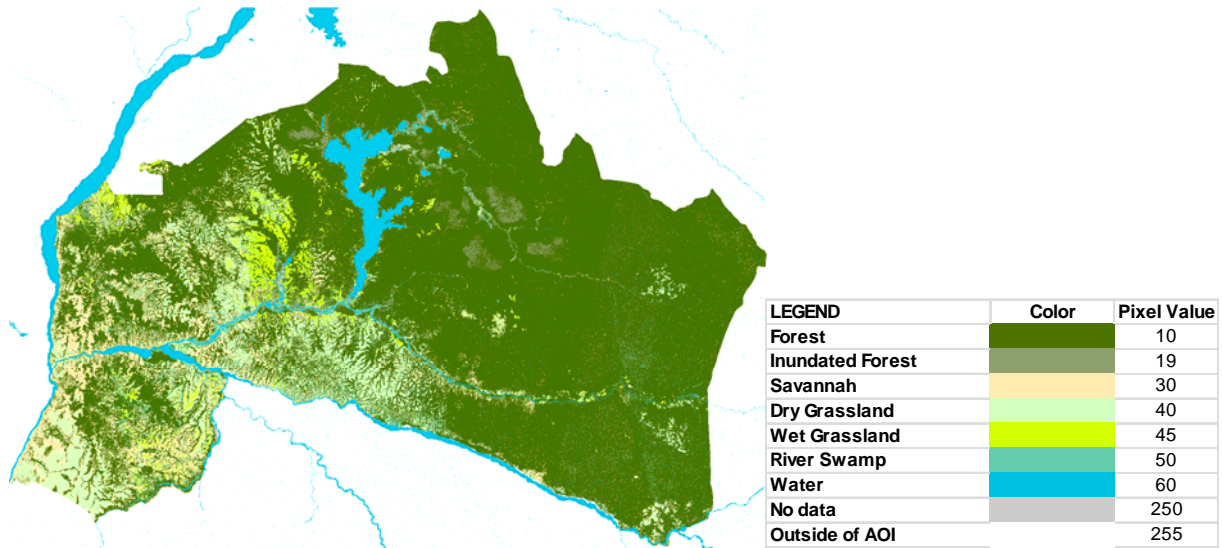 LEGEND Color Pixel Value
Forest 10
Inundated Forest 19
Savannah 30
Dry Grassland 40
Wet Grassland 45
River Swamp 50
Water 60
No data 250
Outside of AOI 255